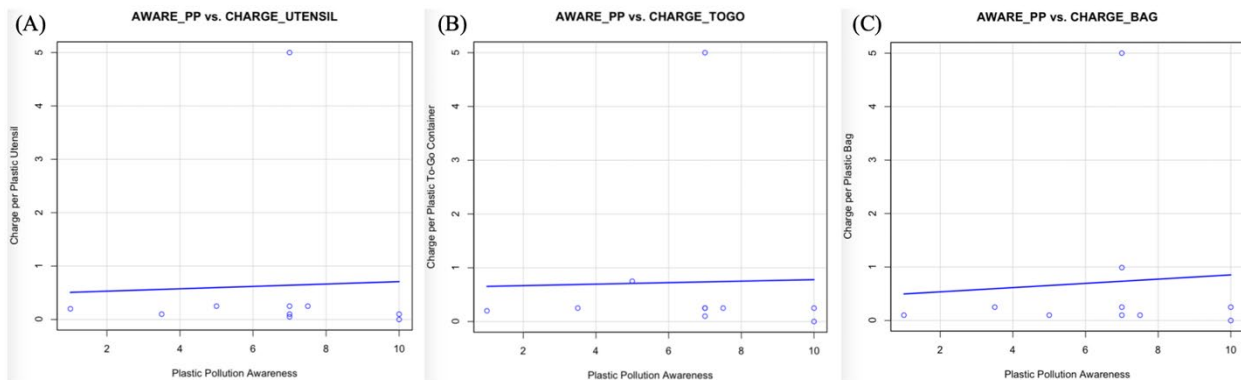 (A)
AWARE_PP vs. CHARGE_UTENSIL
Charge per Plastic Utensil
5
4
3
2
1
0
2
4
6
8
10
Plastic Pollution Awareness
(B)
AWARE_PP vs. CHARGE_TOGO
Charge per Plastic To-Go Container
5
4
3
2
1
0
2
4
6
8
10
Plastic Pollution Awareness
(C)
AWARE_PP vs. CHARGE_BAG
Charge per Plastic Bag
5
4
3
2
1
0
2
4
6
8
10
Plastic Pollution Awareness